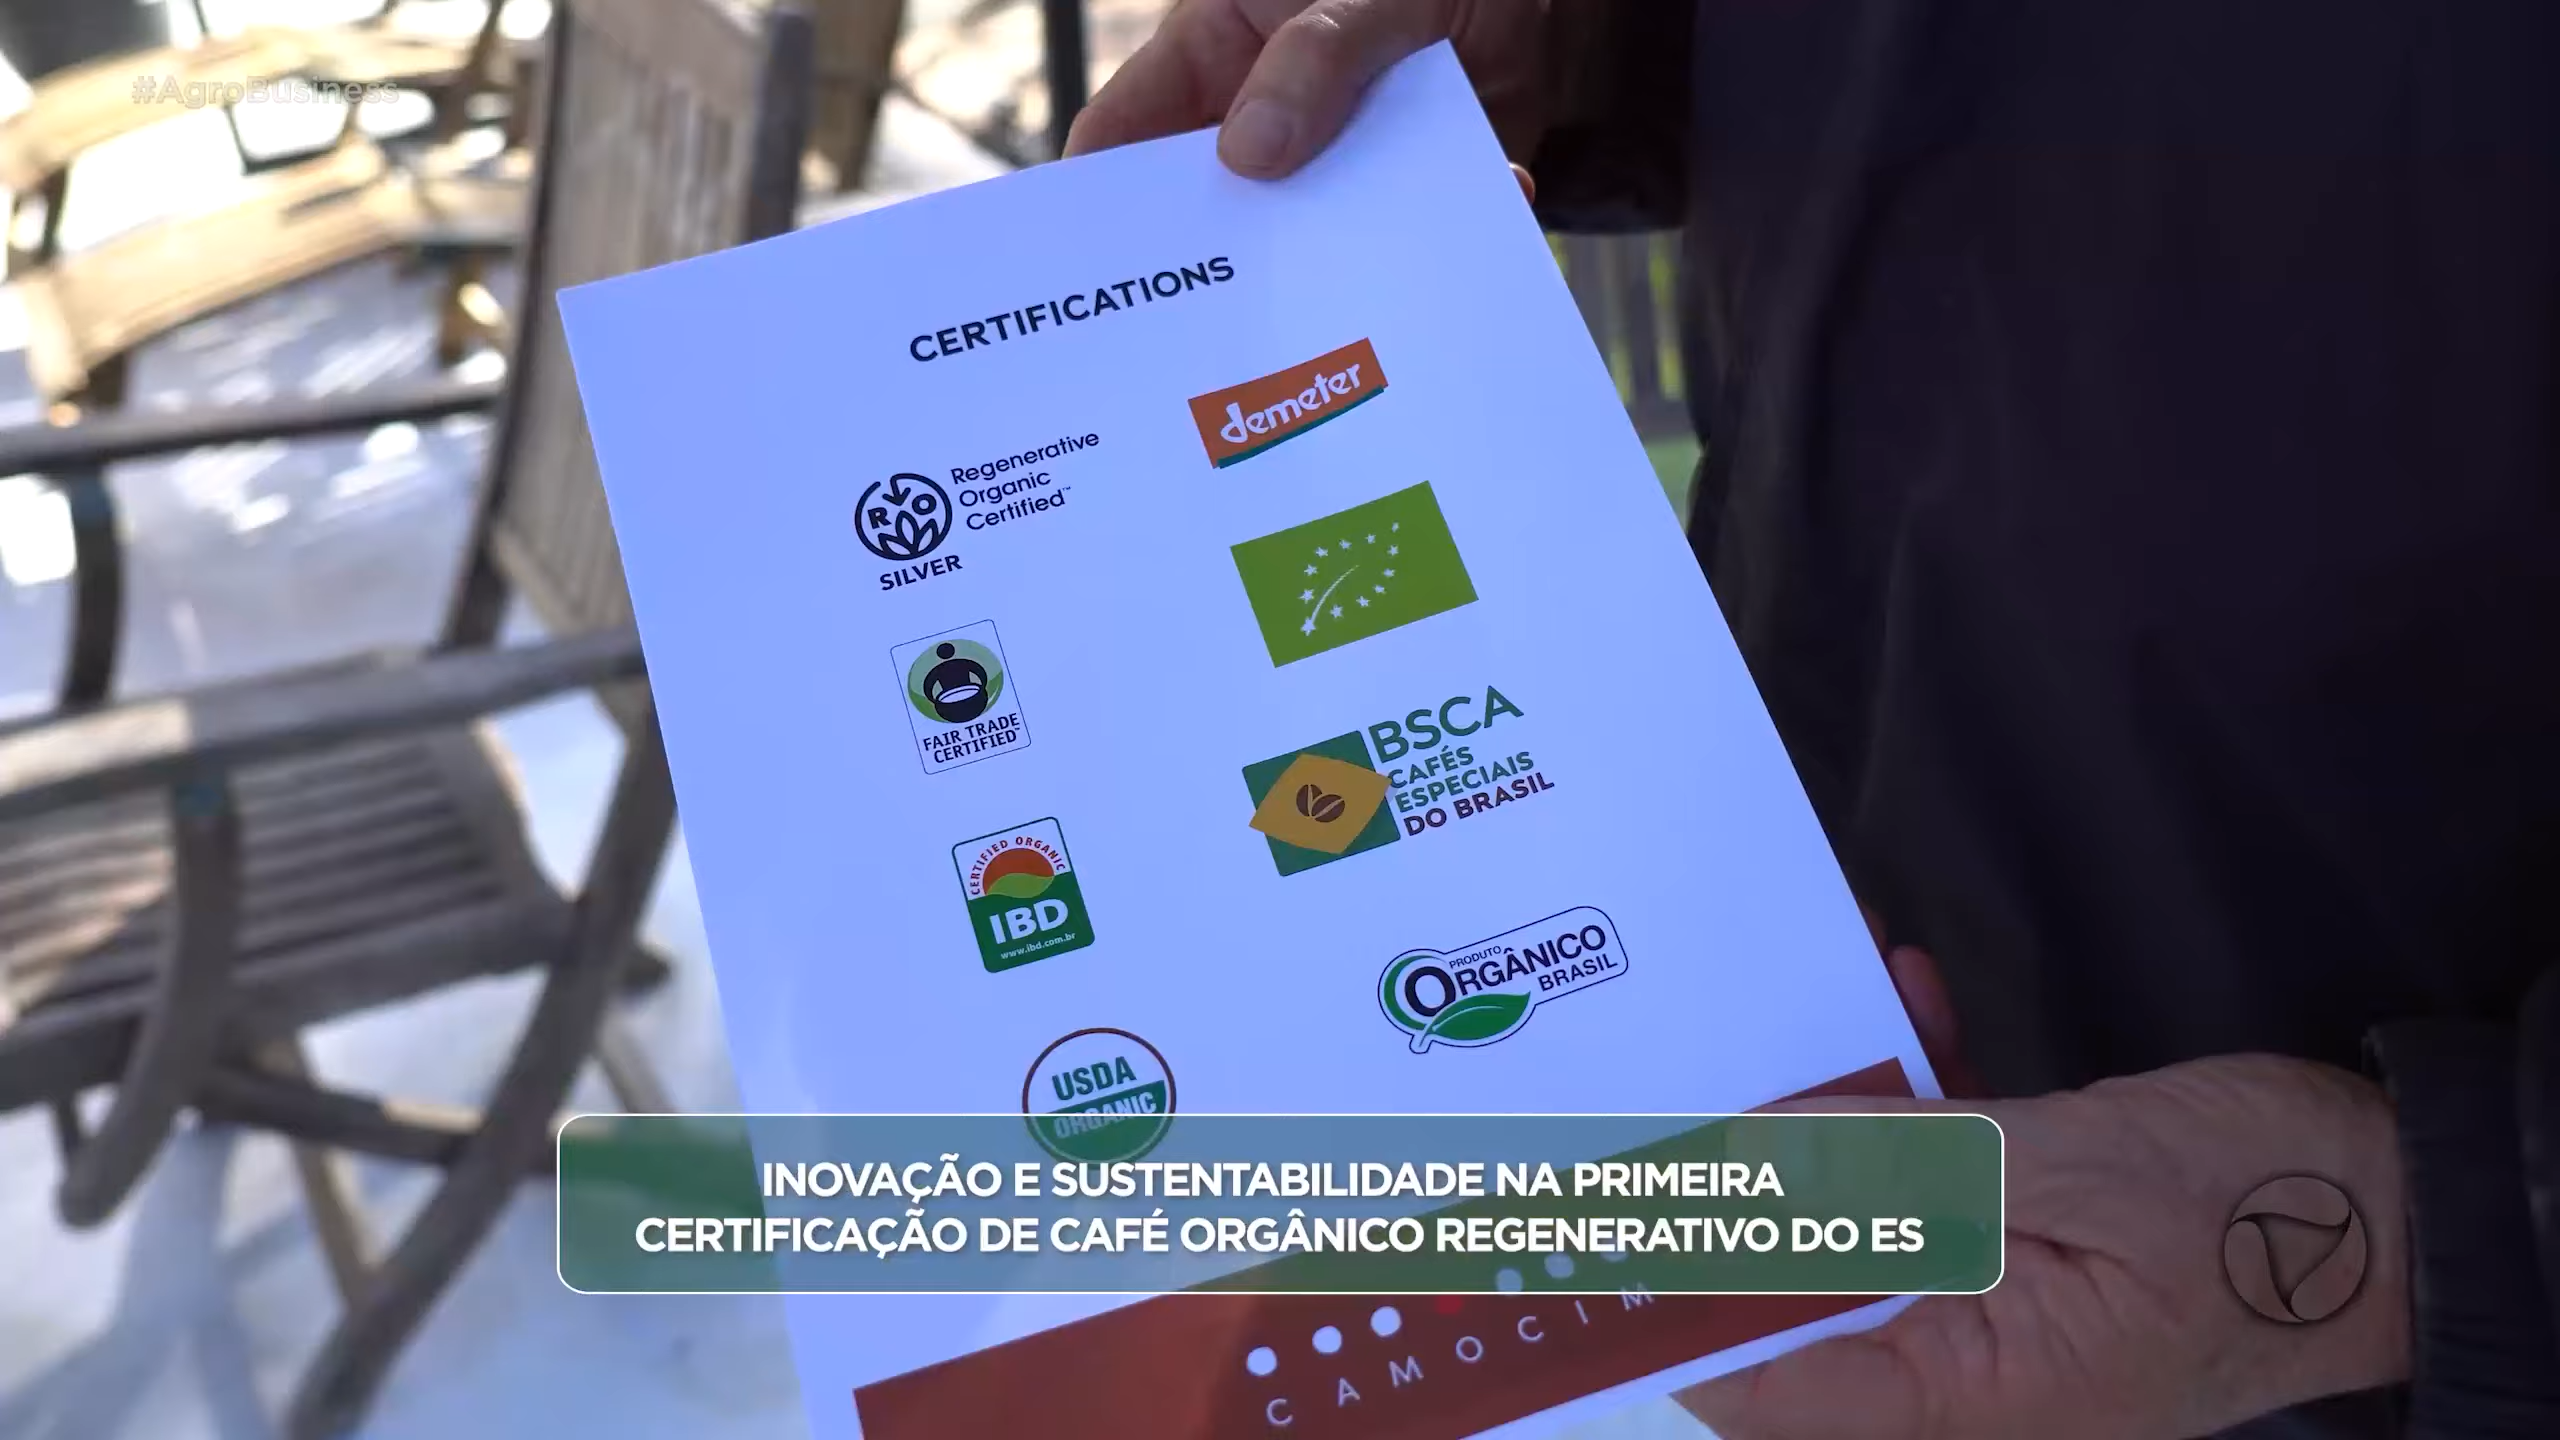 #AgroBusiness
CERTIFICATIONS
demeter
Regenerative
Organic
Certified™
RO
SILVER
FAIR TRADE
CERTIFIED™
BSCA
CAFÉS
ESPECIAIS
DO BRASIL
CERTIFIED ORGANIC
IBD
www.ibd.com.br
PRODUTO
ORGÂNICO
BRASIL
USDA
ORGANIC
INOVAÇÃO E SUSTENTABILIDADE NA PRIMEIRA
CERTIFICAÇÃO DE CAFÉ ORGÂNICO REGENERATIVO DO ES
CAMOCIM